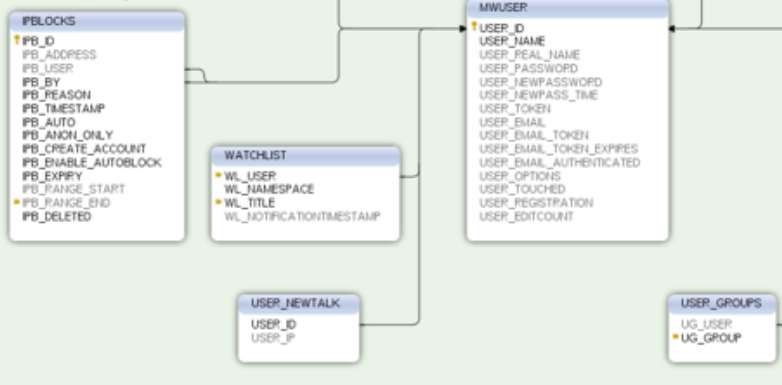 IPBLOCKS
IPB_ID
IPB_ADDRESS
IPB_USER
IPB_BY
IPB_REASON
IPB_TIMESTAMP
IPB_AUTO
IPB_ANON_ONLY
IPB_CREATE_ACCOUNT
IPB_ENABLE_AUTOBLOCK
IPB_EXPIRY
IPB_RANGE_START
IPB_RANGE_END
IPB_DELETED
WATCHLIST
WL_USER
WL_NAMESPACE
WL_TITLE
WL_NOTIFICATIONTIMESTAMP
USER_NEWTALK
USER_ID
USER_IP
MWUSER
USER_ID
USER_NAME
USER_REAL_NAME
USER_PASSWORD
USER_NEWPASSWORD
USER_NEWPASS_TIME
USER_TOKEN
USER_EMAIL
USER_EMAIL_TOKEN
USER_EMAIL_TOKEN_EXPIRES
USER_EMAIL_AUTHENTICATED
USER_OPTIONS
USER_TOUCHED
USER_REGISTRATION
USER_EDITCOUNT
USER_GROUPS
UG_USER
UG_GROUP